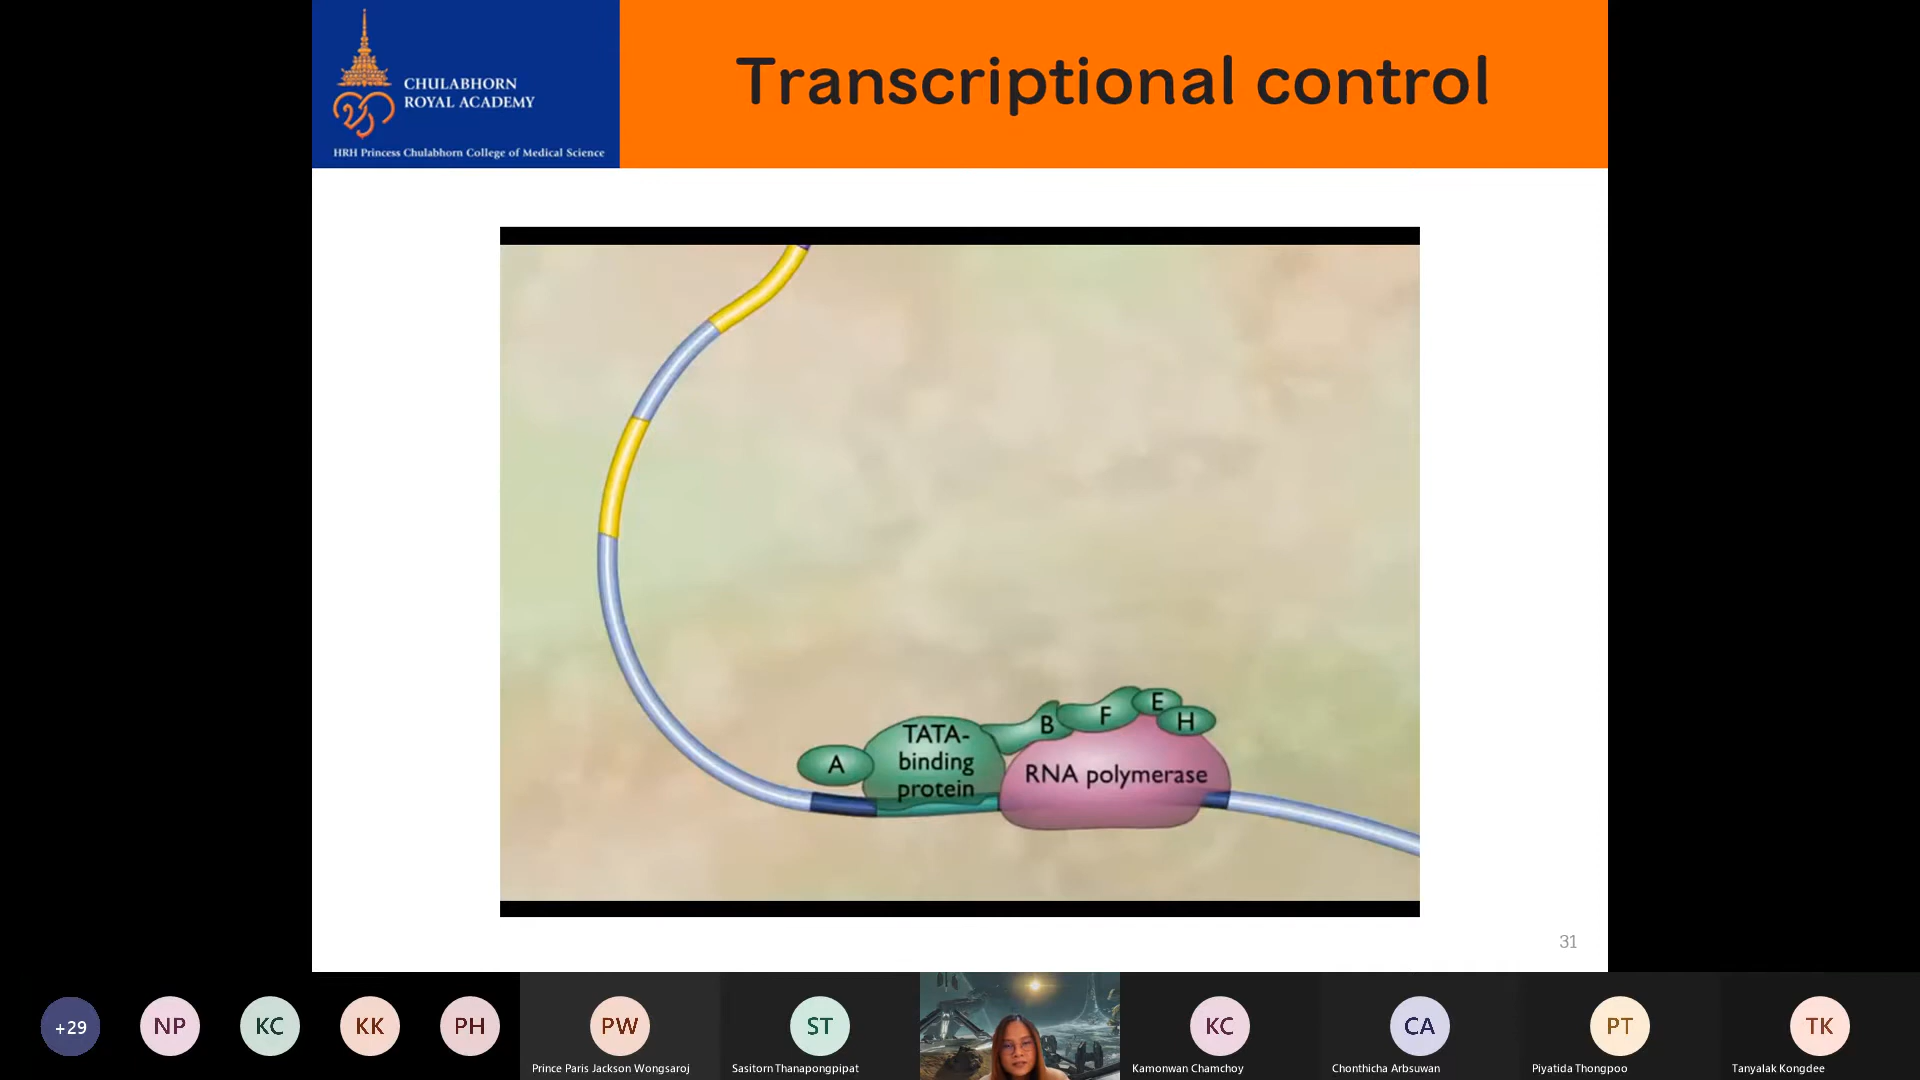 CHULABHORN
ROYAL ACADEMY
HRH Princess Chulabhorn College of Medical Science
Transcriptional control
A
TATA-
binding
protein
B
F
E
H
RNA polymerase
31
+29
NP
KC
KK
PH
PW
ST
KC
CA
PT
TK
Prince Paris Jackson Wongsaroj
Sasitorn Thanapongpipat
Kamonwan Chamchoy
Chonthicha Arbsuwan
Piyatida Thongpoo
Tanyalak Kongdee